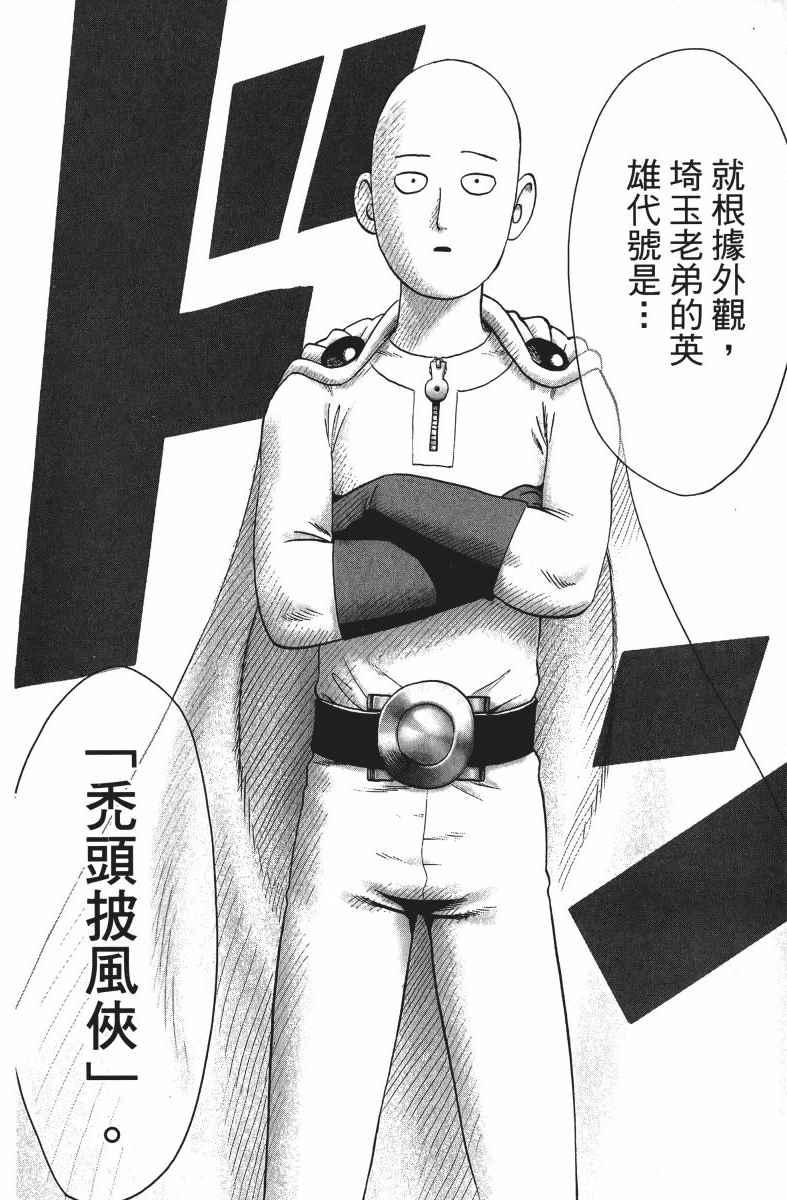 就根據外觀，
埼玉老弟的英
雄代號是…
「禿頭披風俠」。
ドドン